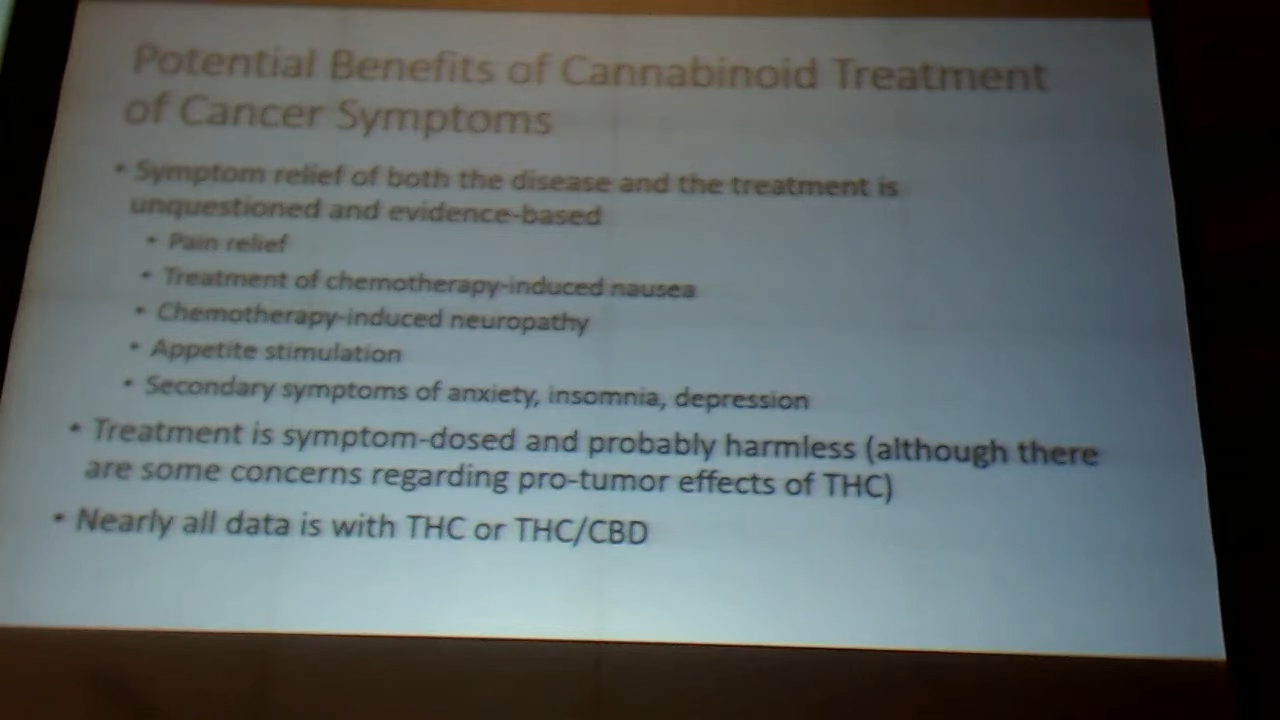 Potential Benefits of Cannabinoid Treatment
of Cancer Symptoms
• Symptom relief of both the disease and the treatment is
unquestioned and evidence-based
• Pain relief
• Treatment of chemotherapy-induced nausea
• Chemotherapy-induced neuropathy
• Appetite stimulation
• Secondary symptoms of anxiety, insomnia, depression
• Treatment is symptom-dosed and probably harmless (although there
are some concerns regarding pro-tumor effects of THC)
• Nearly all data is with THC or THC/CBD